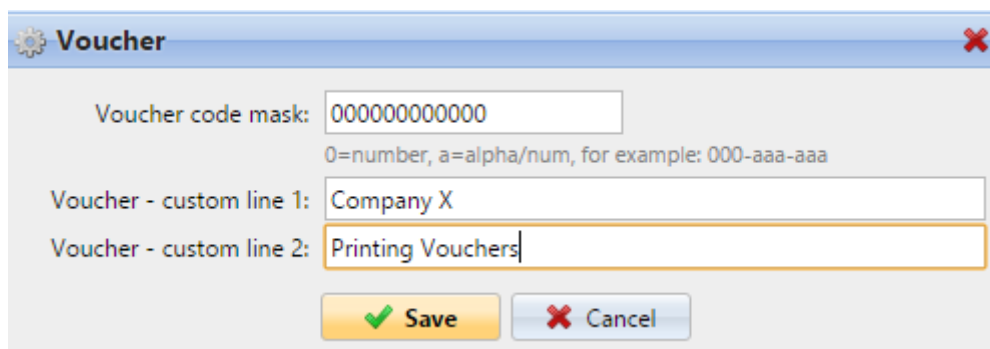 Voucher
Voucher code mask: 000000000000
0=number, a=alpha/num, for example: 000-aaa-aaa
Voucher - custom line 1: Company X
Voucher - custom line 2: Printing Vouchers
Save Cancel